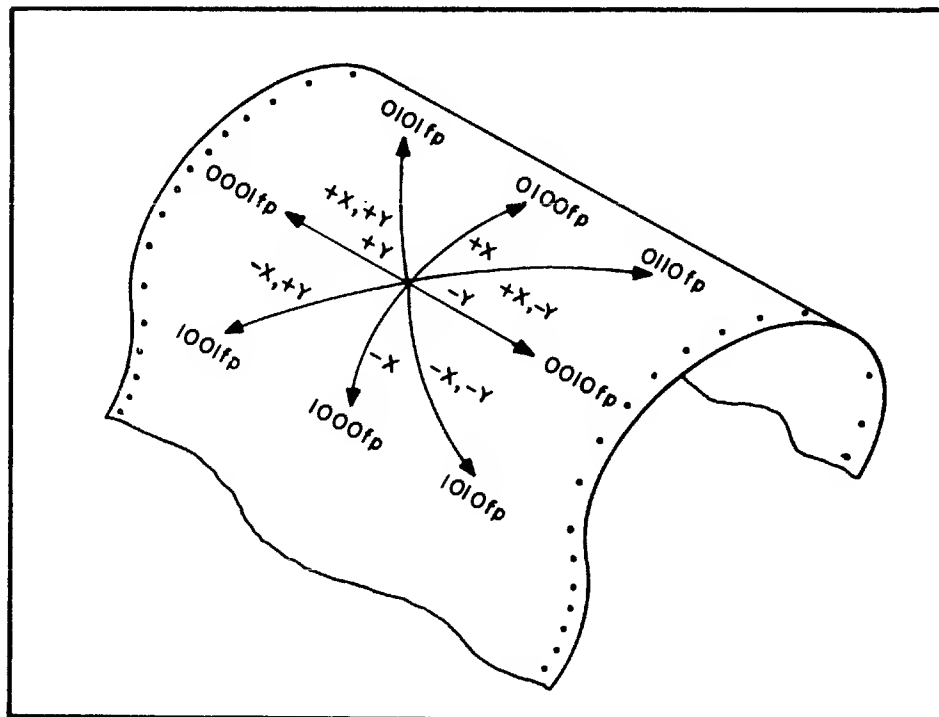 0101fp
0100fp
0001fp
+X,+Y
+Y
+X
0110fp
-X,+Y
-Y
+X,-Y
1001fp
-X
-X,-Y
0010fp
1000fp
1010fp